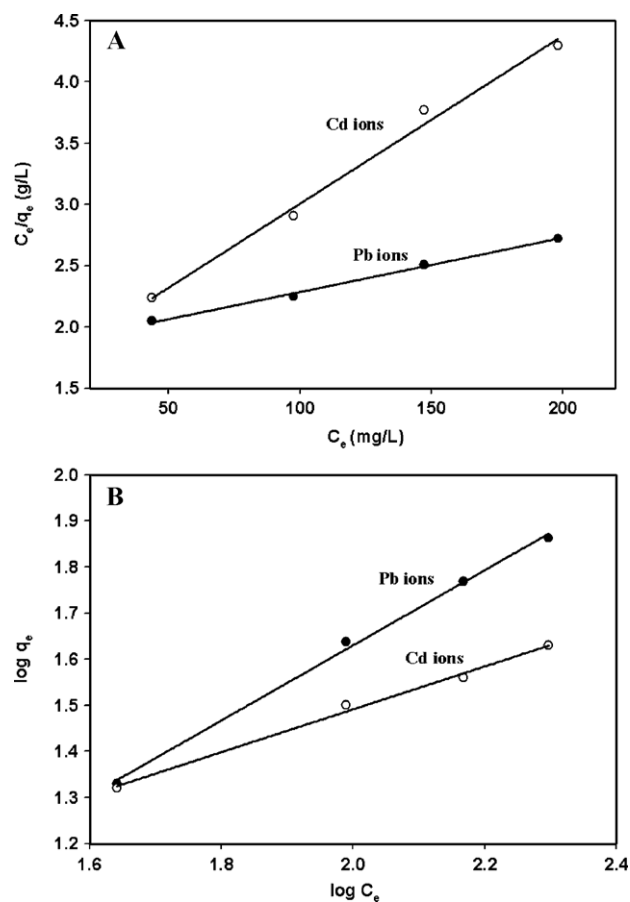 A
4.5
4.0
3.5
3.0
2.5
2.0
1.5
Cₑ/qₑ (g/L)
Cd ions
Pb ions
50
100
150
200
Cₑ (mg/L)
B
2.0
1.9
1.8
1.7
1.6
1.5
1.4
1.3
1.2
log qₑ
Pb ions
Cd ions
1.6
1.8
2.0
2.2
2.4
log Cₑ